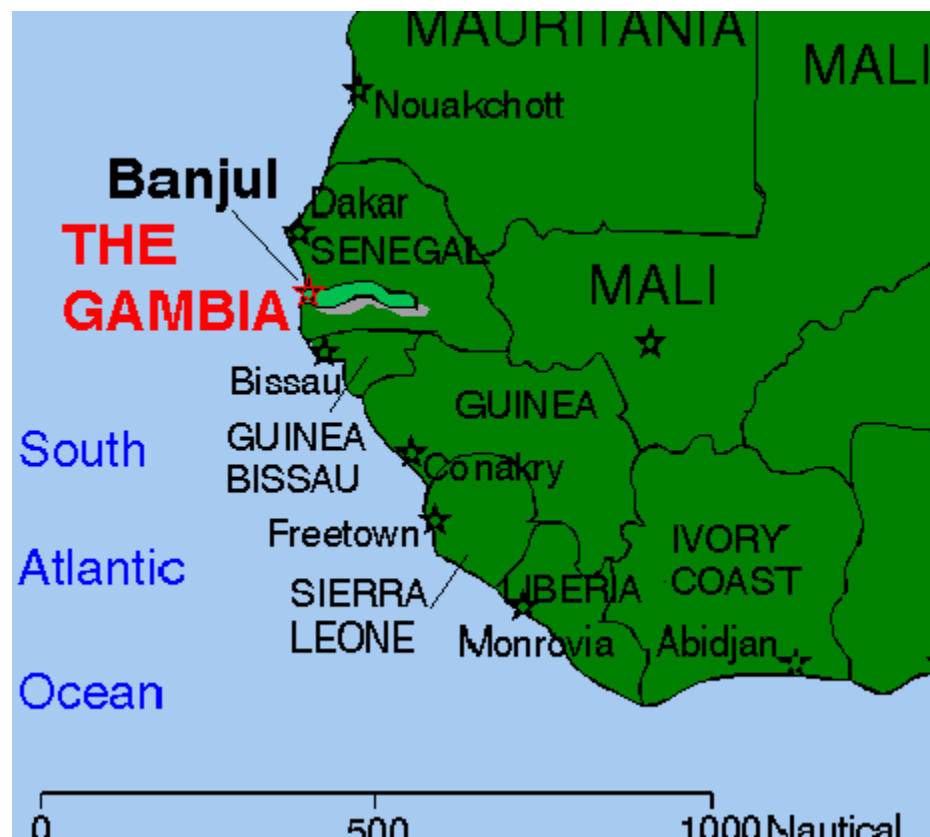 MAURITANIA
MALI
Nouakchott
Banjul
Dakar
THE
GAMBIA
SENEGAL
MALI
Bissau
GUINEA
GUINEA
BISSAU
South
Conakry
Freetown
IVORY
COAST
Atlantic
SIERRA
LEONE
LIBERIA
Monrovia
Abidjan
Ocean
0 500 1000 Nautical